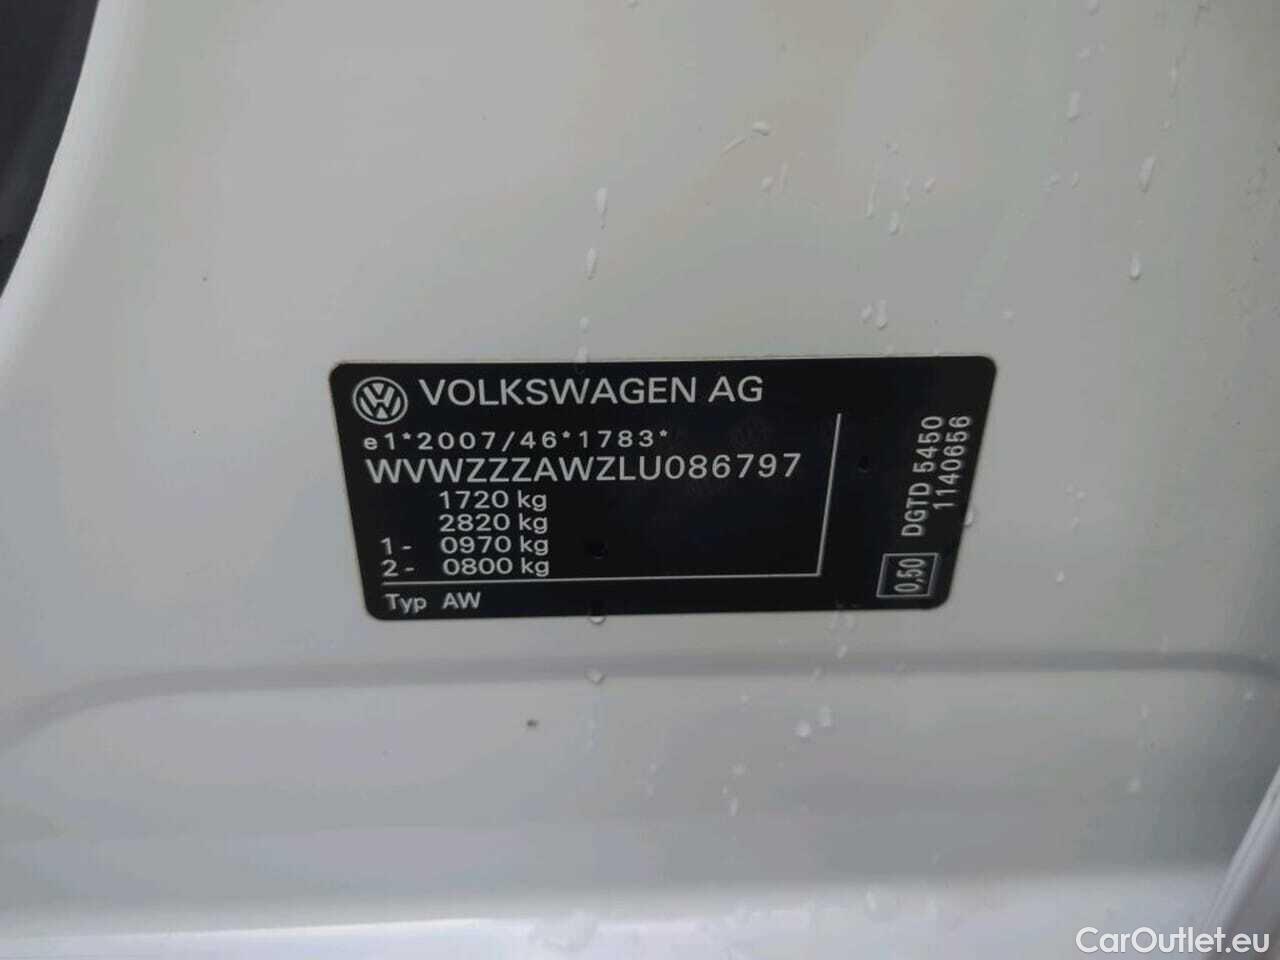 VOLKSWAGEN AG
e1*2007/46*1783*
WVWZZZAWZLU086797
1720 kg
2820 kg
1- 0970 kg
2- 0800 kg
Typ AW
DGTD 5450
1140656
0,50
CarOutlet.eu